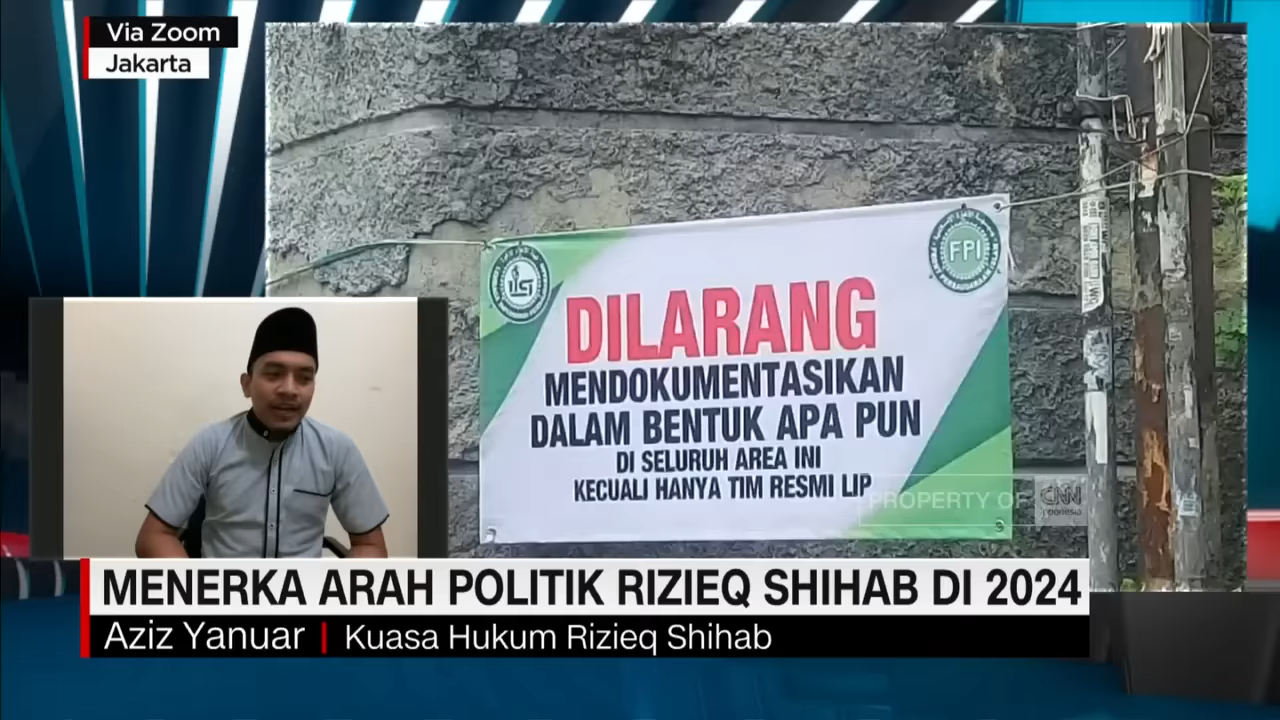 Via Zoom
Jakarta
FPI
DILARANG
MENDOKUMENTASIKAN
DALAM BENTUK APA PUN
DI SELURUH AREA INI
KECUALI HANYA TIM RESMI LIP
PROPERTY OF CNN
Indonesia
MENERKA ARAH POLITIK RIZIEQ SHIHAB DI 2024
Aziz Yanuar | Kuasa Hukum Rizieq Shihab